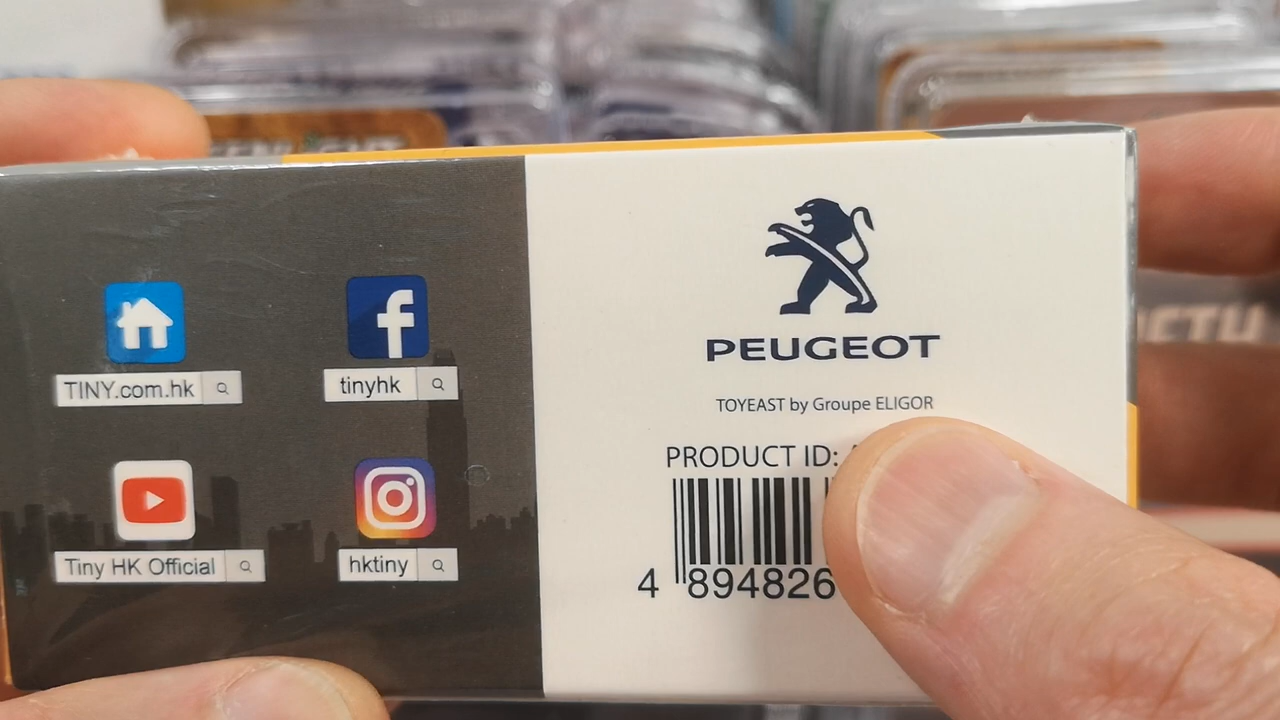 TINY.com.hk
tinyhk
Tiny HK Official
hktiny
PEUGEOT
TOYEAST by Groupe ELIGOR
PRODUCT ID:
4 894826